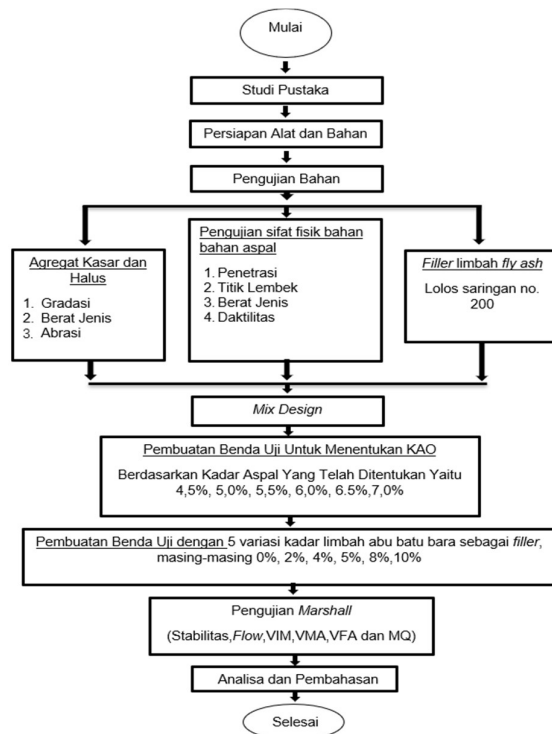 Mulai
Studi Pustaka
Persiapan Alat dan Bahan
Pengujian Bahan
Agregat Kasar dan
Halus
1. Gradasi
2. Berat Jenis
3. Abrasi
Pengujian sifat fisik bahan
bahan aspal
1. Penetrasi
2. Titik Lembek
3. Berat Jenis
4. Daktilitas
Filler limbah fly ash
Lolos saringan no.
200
Mix Design
Pembuatan Benda Uji Untuk Menentukan KAO
Berdasarkan Kadar Aspal Yang Telah Ditentukan Yaitu
4,5%, 5,0%, 5,5%, 6,0%, 6.5%,7,0%
Pembuatan Benda Uji dengan 5 variasi kadar limbah abu batu bara sebagai filler,
masing-masing 0%, 2%, 4%, 5%, 8%,10%
Pengujian Marshall
(Stabilitas,Flow,VIM,VMA,VFA dan MQ)
Analisa dan Pembahasan
Selesai